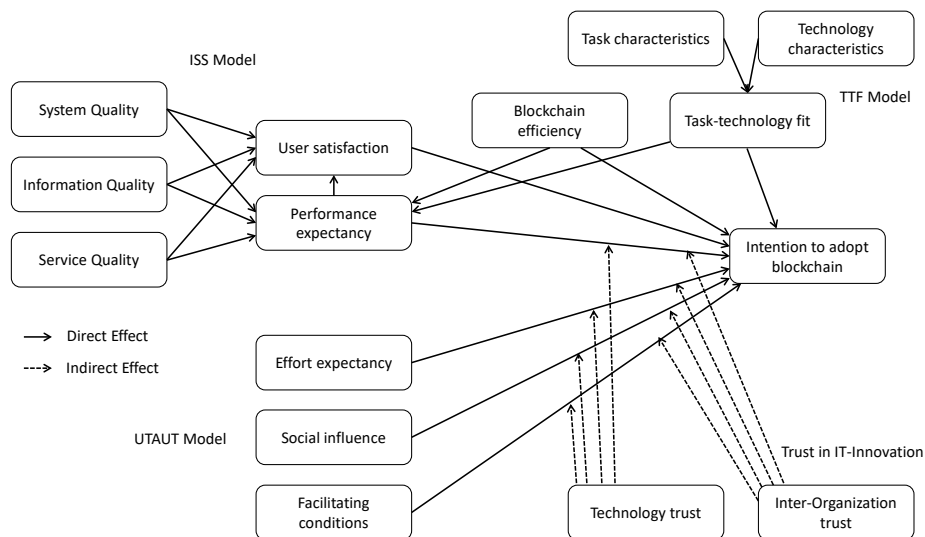 Task characteristics
Technology
characteristics
ISS Model
System Quality
TTF Model
Blockchain
efficiency
Task-technology fit
User satisfaction
Information Quality
Performance
expectancy
Service Quality
Intention to adopt
blockchain
Direct Effect
Indirect Effect
Effort expectancy
UTAUT Model
Social influence
Trust in IT-Innovation
Facilitating
conditions
Technology trust
Inter-Organization
trust